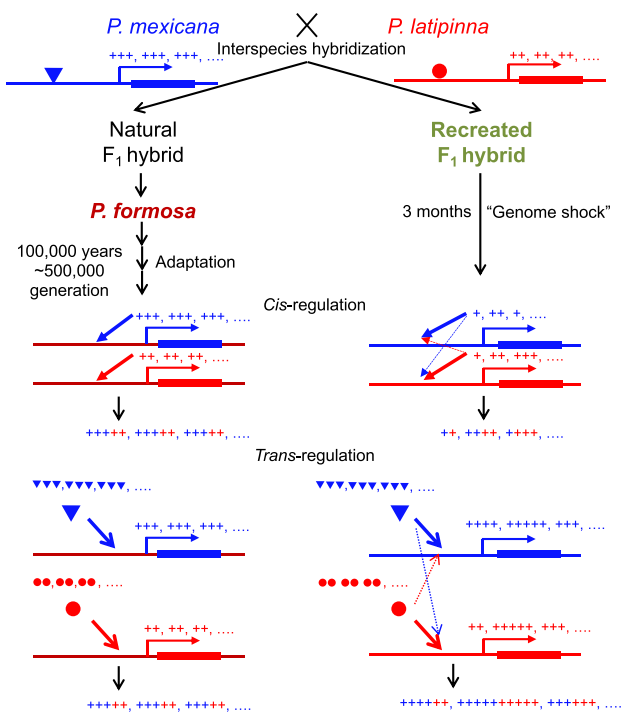 P. mexicana
P. latipinna
+++, +++, +++, ....
Interspecies hybridization
++, ++, ++, ....
Natural
F1 hybrid
Recreated
F1 hybrid
P. formosa
3 months
"Genome shock"
100,000 years
~500,000
generation
Adaptation
Cis-regulation
+++, +++, +++, ....
+, ++, +, ....
++, ++, ++, ....
+, ++, +++, ....
+++++, +++++, +++++, ....
++, ++++, ++++, ....
Trans-regulation
+++, +++, +++, ....
++++, +++++, +++, ....
++, ++, ++, ....
++, +++++, +++, ....
+++++, +++++, +++++, ....
++++++, ++++++++++, ++++++, ....